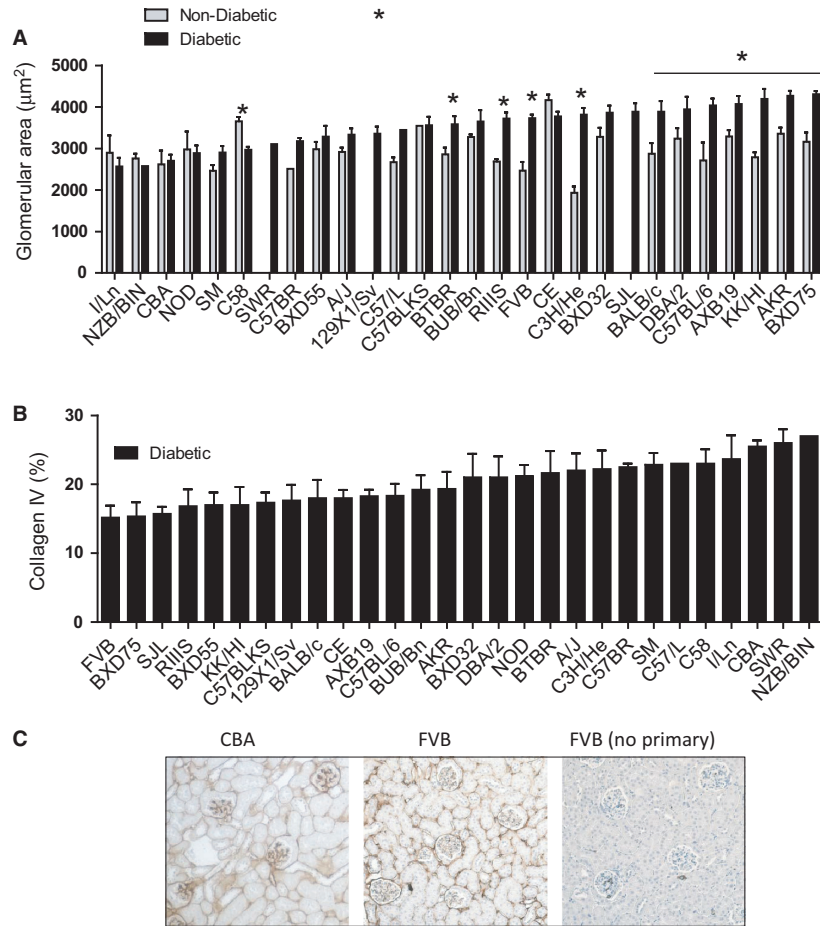 Non-Diabetic
*
Diabetic
A
*
Glomerular area (μm²)
5000
4000
3000
2000
1000
0
* * * * *
I/Ln NZB/BIN CBA NOD SM C58 SWR C57BR BXD55 A/J 129X1/Sv C57/L C57BLKS BTBR BUB/Bn RIIIS FVB CE C3H/He BXD32 SJL BALB/c DBA/2 C57BL/6 AXB19 KK/HI AKR BXD75
B
Collagen IV (%)
30
20
10
0
Diabetic
FVB BXD75 SJL RIIIS BXD55 KK/HI C57BLKS 129X1/Sv BALB/c CE AXB19 C57BL/6 BUB/Bn AKR BXD32 DBA/2 NOD BTBR A/J C3H/He C57BR SM C57/L C58 I/Ln CBA SWR NZB/BIN
C
CBA FVB FVB (no primary)